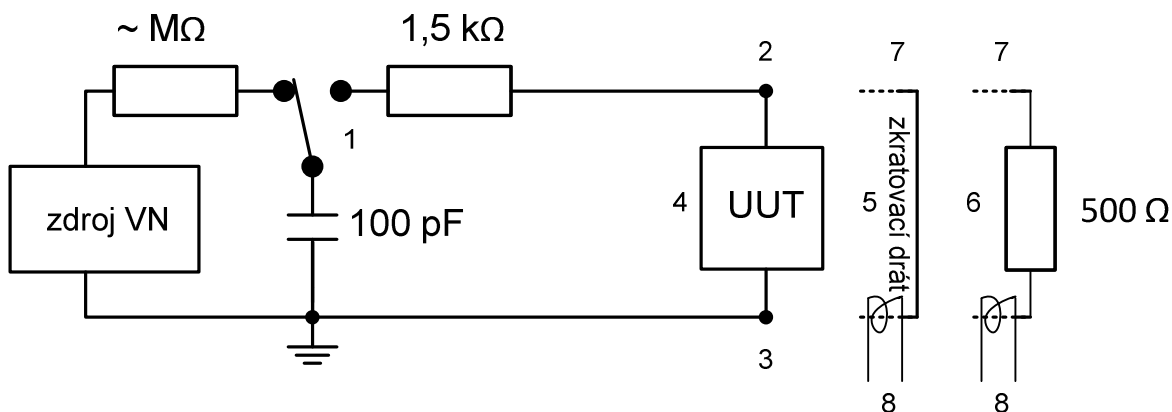 ~ MΩ
1,5 kΩ
2
7
7
1
zdroj VN
100 pF
4
UUT
5
zkratovací drát
6
500 Ω
3
8
8